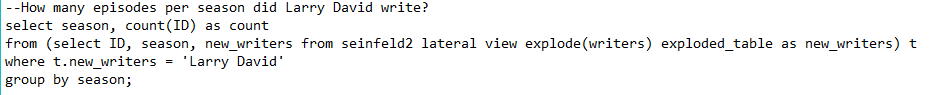 --How many episodes per season did Larry David write?
select season, count(ID) as count
from (select ID, season, new_writers from seinfeld2 lateral view explode(writers) exploded_table as new_writers) t
where t.new_writers = 'Larry David'
group by season;